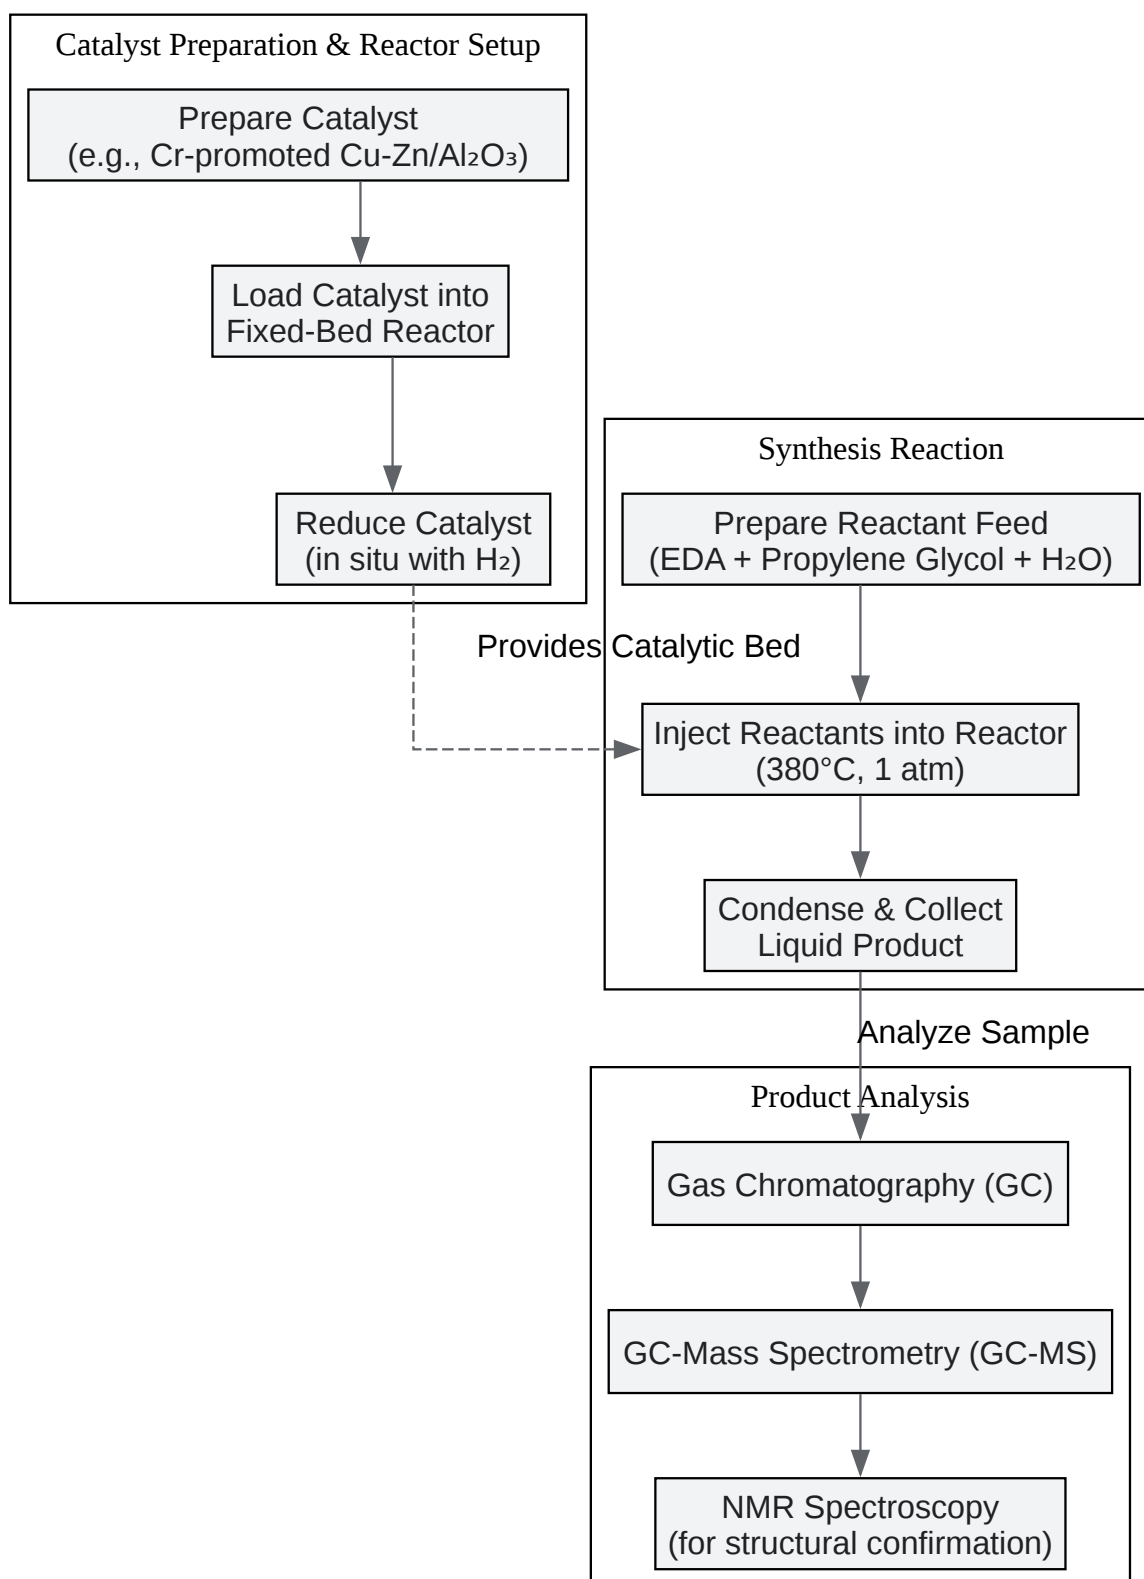 Catalyst Preparation & Reactor Setup
Prepare Catalyst
(e.g., Cr-promoted Cu-Zn/Al₂O₃)
Load Catalyst into
Fixed-Bed Reactor
Reduce Catalyst
(in situ with H₂)
Provides Catalytic Bed
Synthesis Reaction
Prepare Reactant Feed
(EDA + Propylene Glycol + H₂O)
Inject Reactants into Reactor
(380°C, 1 atm)
Condense & Collect
Liquid Product
Analyze Sample
Product Analysis
Gas Chromatography (GC)
GC-Mass Spectrometry (GC-MS)
NMR Spectroscopy
(for structural confirmation)